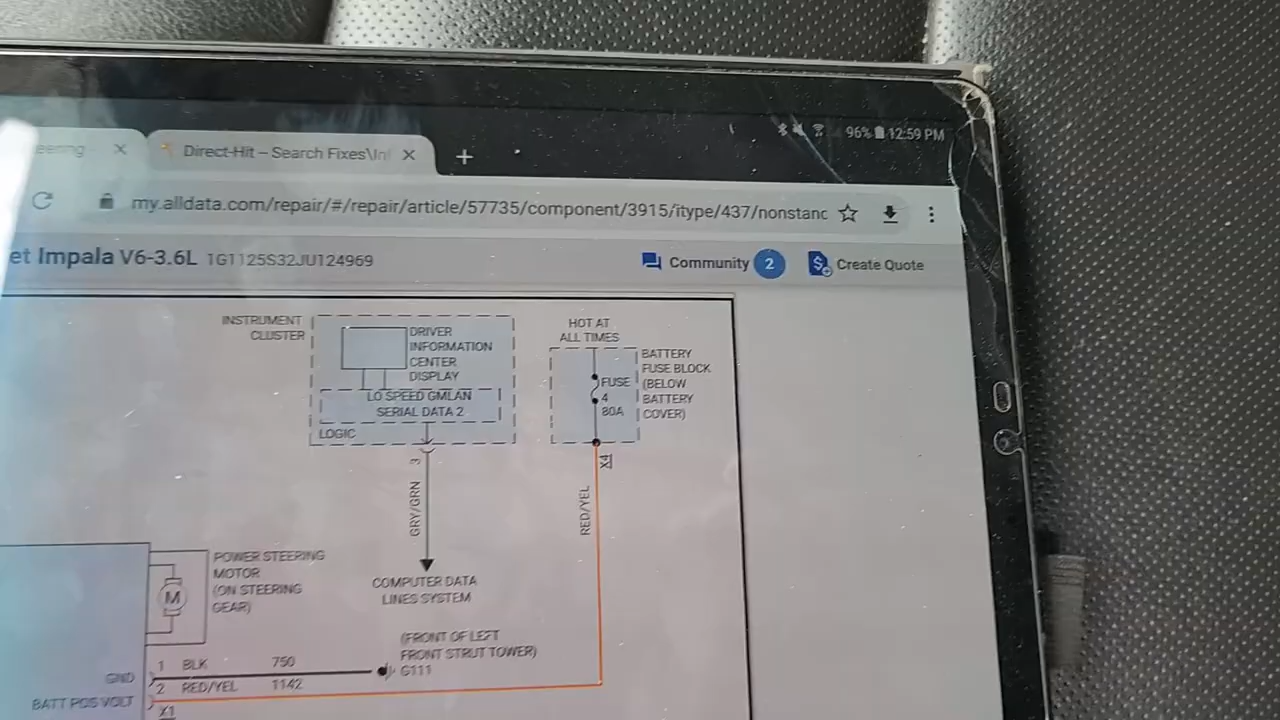 96% 12:59 PM
eering
Direct-Hit – Search Fixes\In
my.alldata.com/repair/#/repair/article/57735/component/3915/itype/437/nonstanc
et Impala V6-3.6L 1G1125S32JU124969
Community 2
Create Quote
INSTRUMENT
CLUSTER
DRIVER
INFORMATION
CENTER
DISPLAY
LO SPEED GMLAN
SERIAL DATA 2
LOGIC
HOT AT
ALL TIMES
BATTERY
FUSE BLOCK
(BELOW
BATTERY
COVER)
FUSE
4
80A
3
X4
GRY/GRN
RED/YEL
COMPUTER DATA
LINES SYSTEM
POWER STEERING
MOTOR
(ON STEERING
GEAR)
M
(FRONT OF LEFT
FRONT STRUT TOWER)
G111
GND
1 BLK 750
BATT POS VOLT
2 RED/YEL 1142
X1